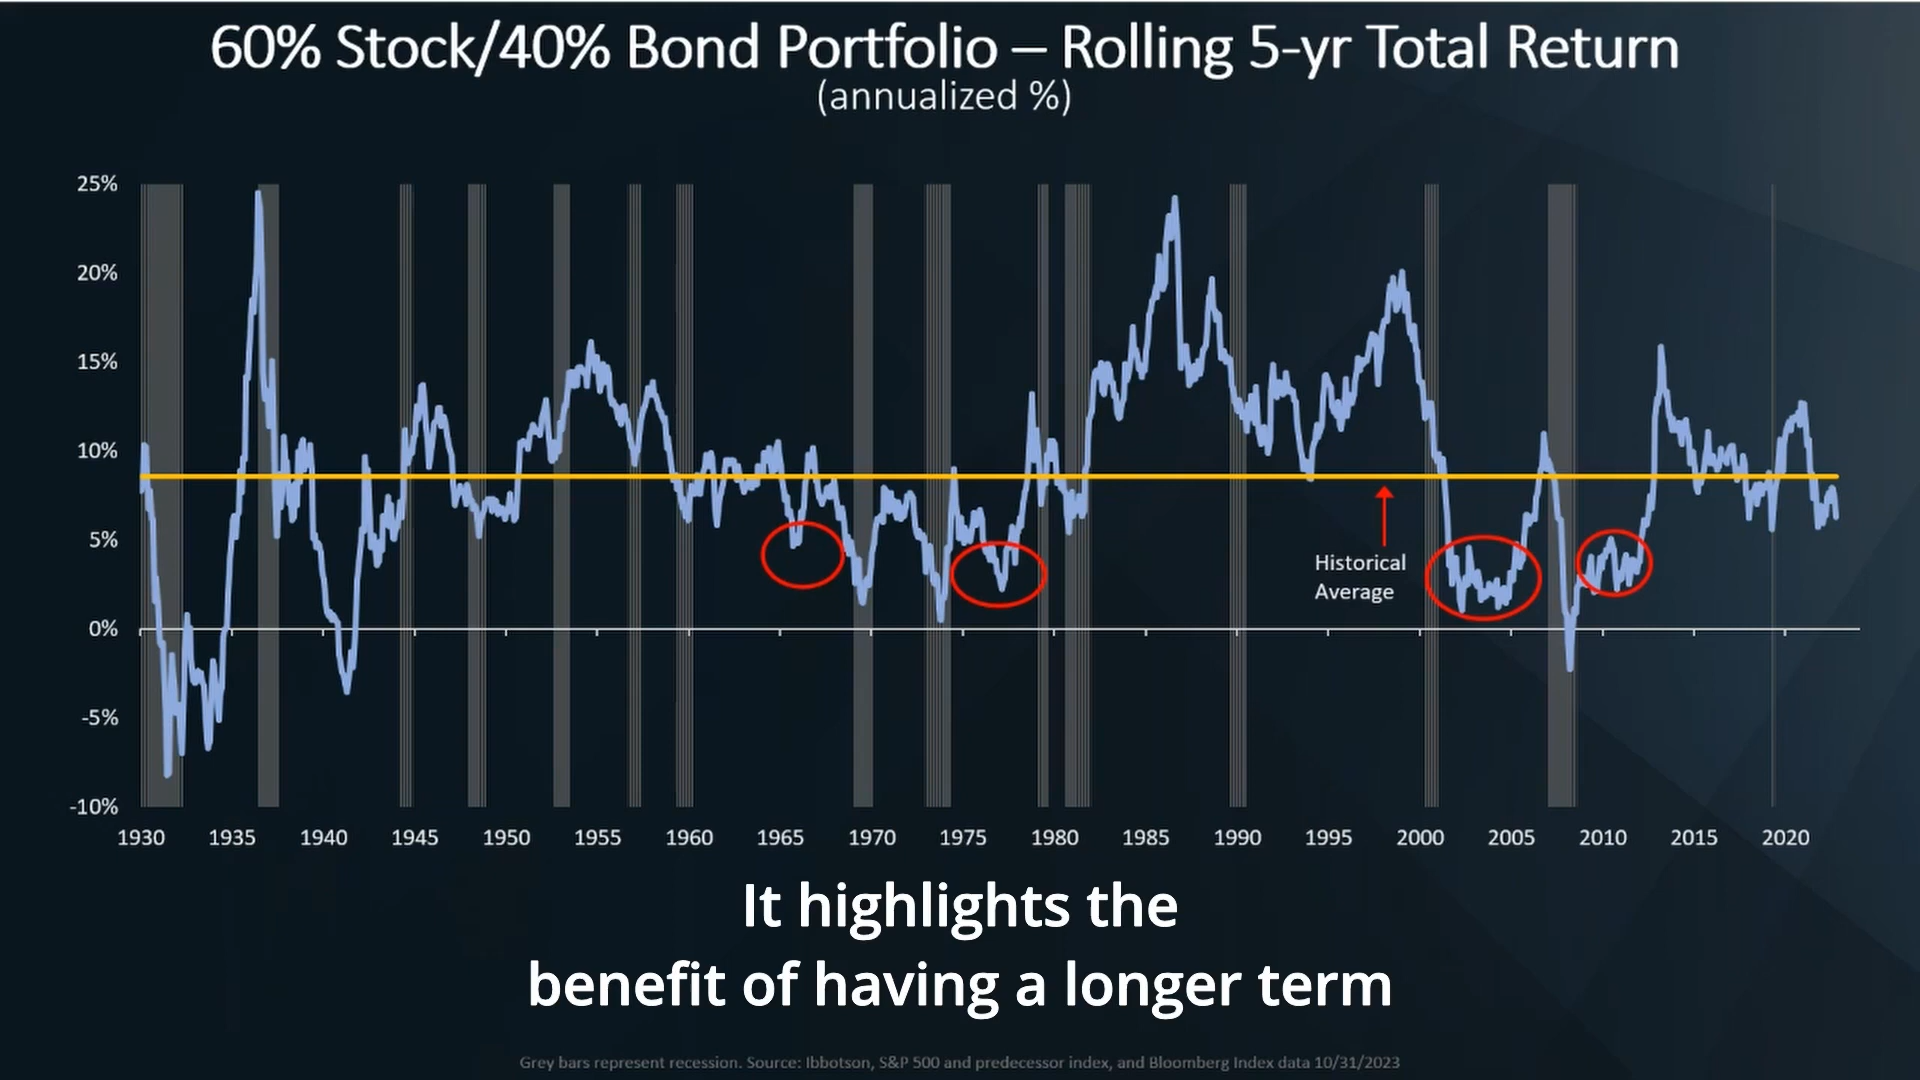 60% Stock/40% Bond Portfolio – Rolling 5-yr Total Return
(annualized %)
25%
20%
15%
10%
5%
0%
-5%
-10%
Historical
Average
1930 1935 1940 1945 1950 1955 1960 1965 1970 1975 1980 1985 1990 1995 2000 2005 2010 2015 2020
It highlights the
benefit of having a longer term
Grey bars represent recession. Source: Ibbotson, S&P 500 and predecessor index, and Bloomberg Index data 10/31/2023